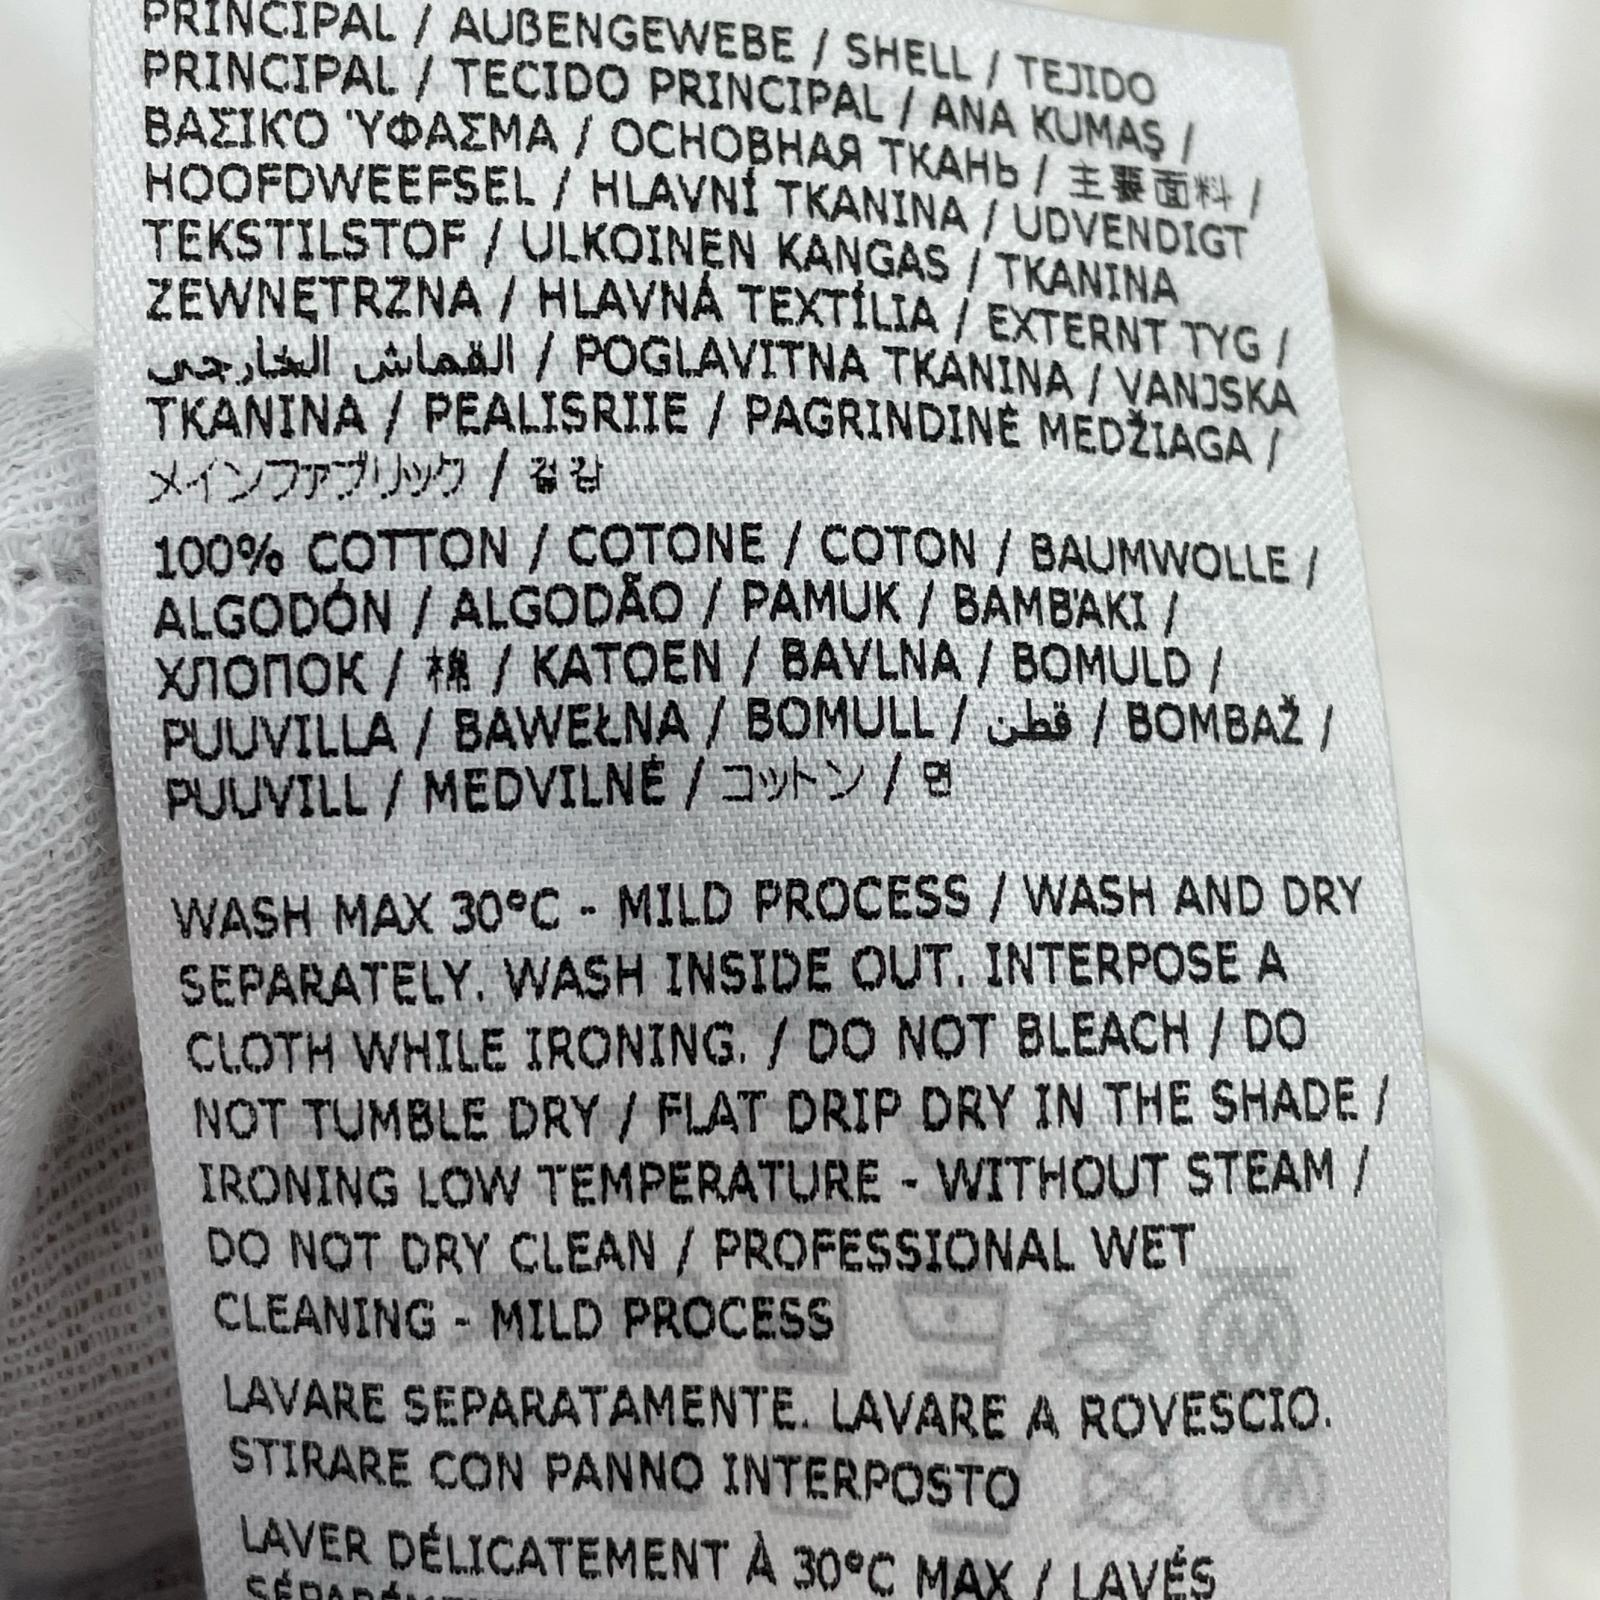 PRINCIPAL / AUßENGEWEBE / SHELL / TEJIDO
PRINCIPAL / TECIDO PRINCIPAL / ANA KUMAŞ /
ΒΑΣΙΚΌ ΎΦΑΣΜΑ / ОСНОВНАЯ ТКАНЬ / 主要面料 /
HOOFDWEEFSEL / HLAVNÍ TKANINA / UDVENDIGT
TEKSTILSTOF / ULKOINEN KANGAS / TKANINA
ZEWNĘTRZNA / HLAVNÁ TEXTÍLIA / EXTERNT TYG /
القماش الخارجي / POGLAVITNA TKANINA / VANJSKA
TKANINA / PEALISRIIE / PAGRINDINĖ MEDŽIAGA /
メインファブリック / 겉감
100% COTTON / COTONE / COTON / BAUMWOLLE /
ALGODÓN / ALGODÃO / PAMUK / ΒΑΜΒΆΚΙ /
ХЛОПОК / 棉 / KATOEN / BAVLNA / BOMULD /
PUUVILLA / BAWEŁNA / BOMULL / قطن / BOMBAŽ /
PUUVILL / MEDVILNĖ / コットン / 면
WASH MAX 30°C - MILD PROCESS / WASH AND DRY
SEPARATELY. WASH INSIDE OUT. INTERPOSE A
CLOTH WHILE IRONING. / DO NOT BLEACH / DO
NOT TUMBLE DRY / FLAT DRIP DRY IN THE SHADE /
IRONING LOW TEMPERATURE - WITHOUT STEAM /
DO NOT DRY CLEAN / PROFESSIONAL WET
CLEANING - MILD PROCESS
LAVARE SEPARATAMENTE. LAVARE A ROVESCIO.
STIRARE CON PANNO INTERPOSTO
LAVER DÉLICATEMENT À 30°C MAX / LAVÉS